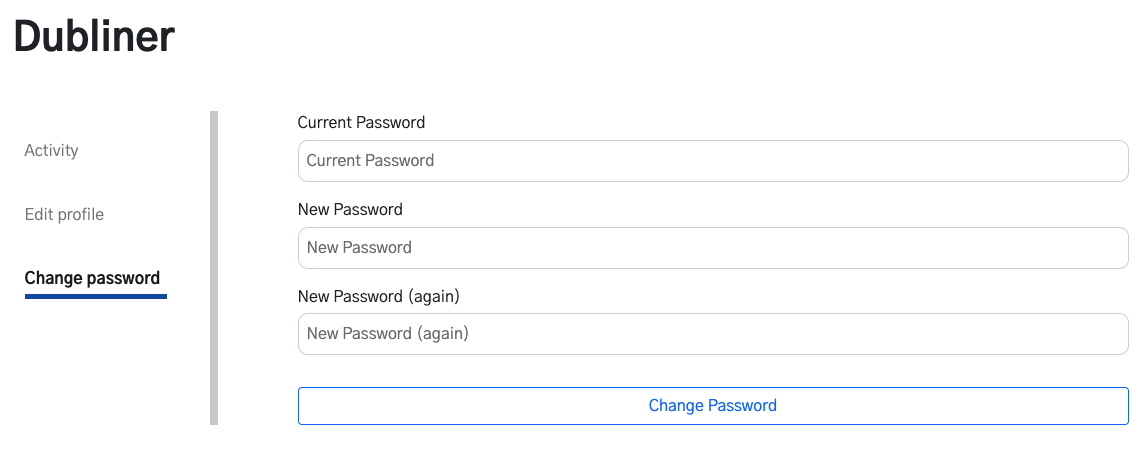 Dubliner
Activity
Edit profile
Change password
Current Password
Current Password
New Password
New Password
New Password (again)
New Password (again)
Change Password